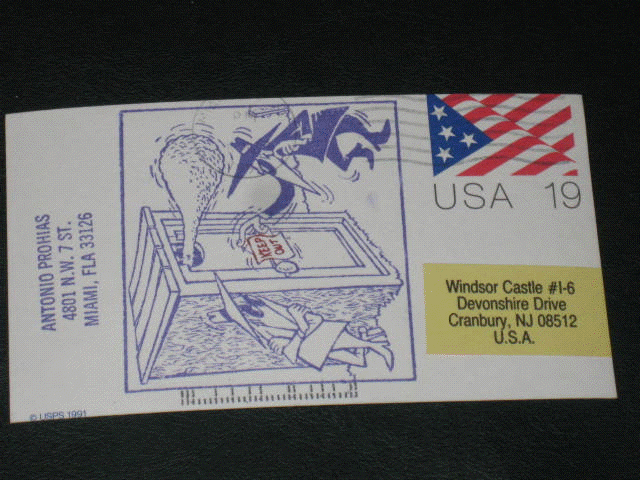 ANTONIO PROHIAS
4801 N.W. 7 ST.
MIAMI, FLA 33126
KEEP
OUT
USA 19
Windsor Castle #I-6
Devonshire Drive
Cranbury, NJ 08512
U.S.A.
© USPS 1991